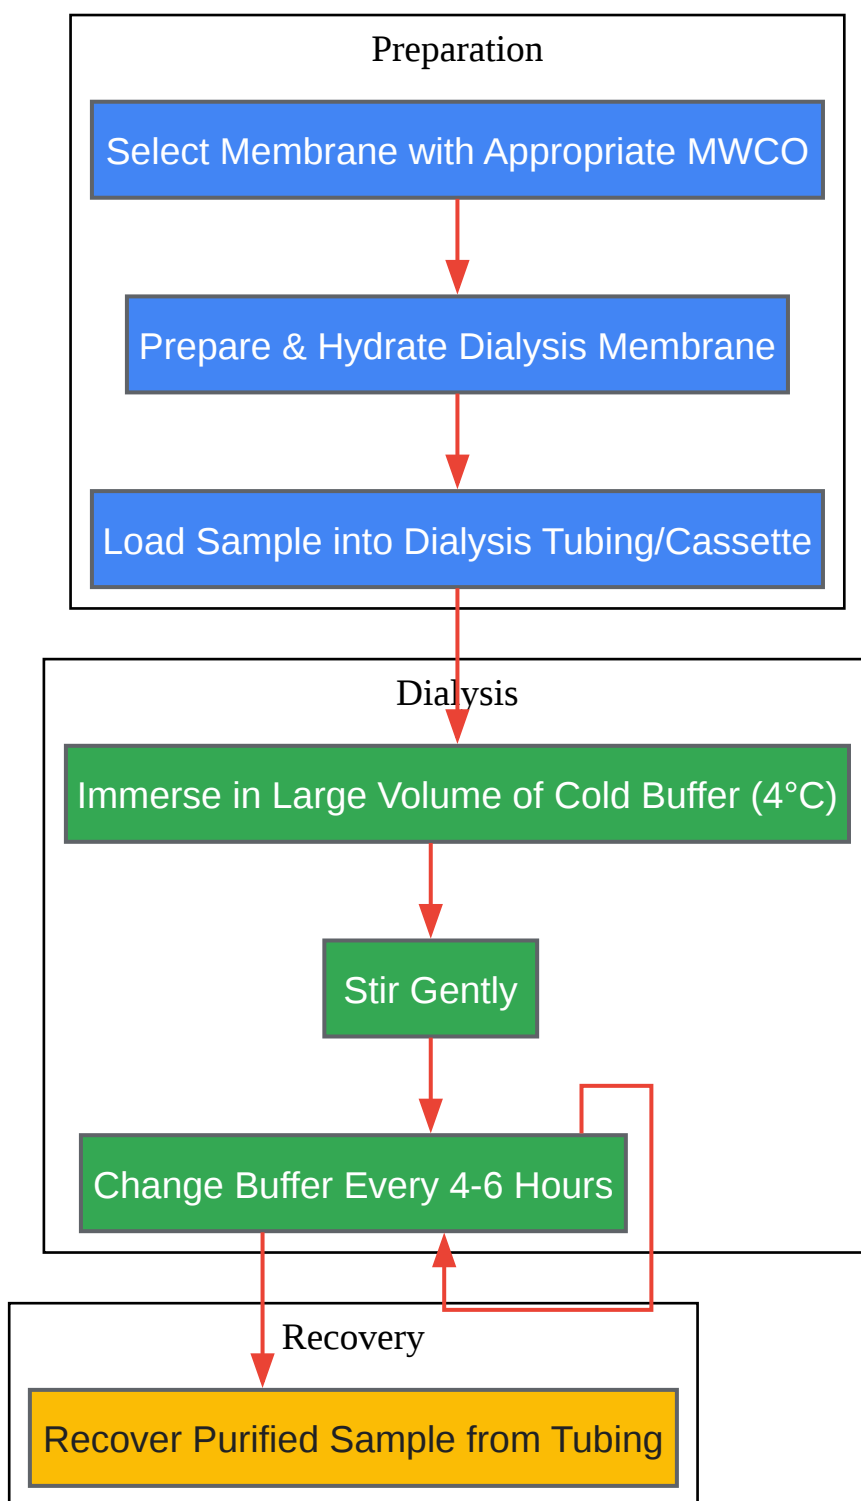 Preparation
Select Membrane with Appropriate MWCO
Prepare & Hydrate Dialysis Membrane
Load Sample into Dialysis Tubing/Cassette
Dialysis
Immerse in Large Volume of Cold Buffer (4°C)
Stir Gently
Change Buffer Every 4-6 Hours
Recovery
Recover Purified Sample from Tubing